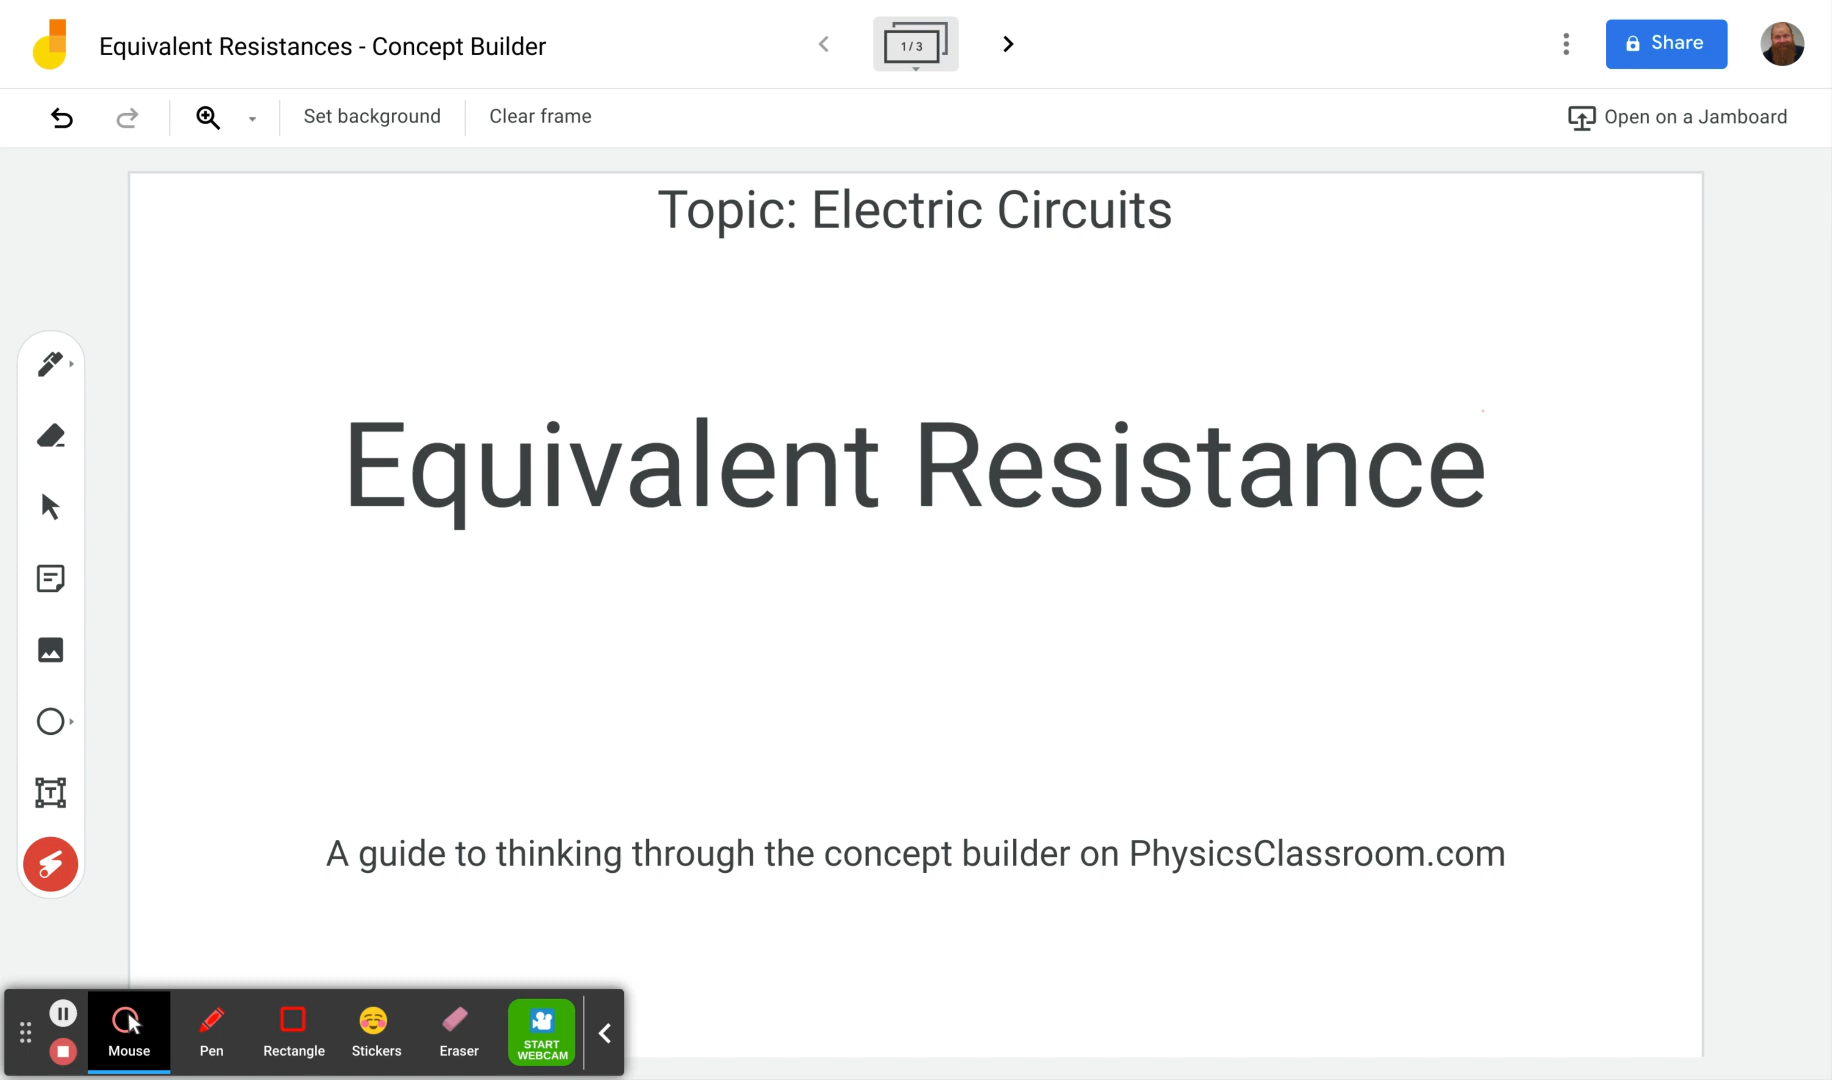 Equivalent Resistances - Concept Builder
1 / 3
Share
Set background
Clear frame
Open on a Jamboard
Topic: Electric Circuits
Equivalent Resistance
A guide to thinking through the concept builder on PhysicsClassroom.com
T
Mouse
Pen
Rectangle
Stickers
Eraser
START
WEBCAM